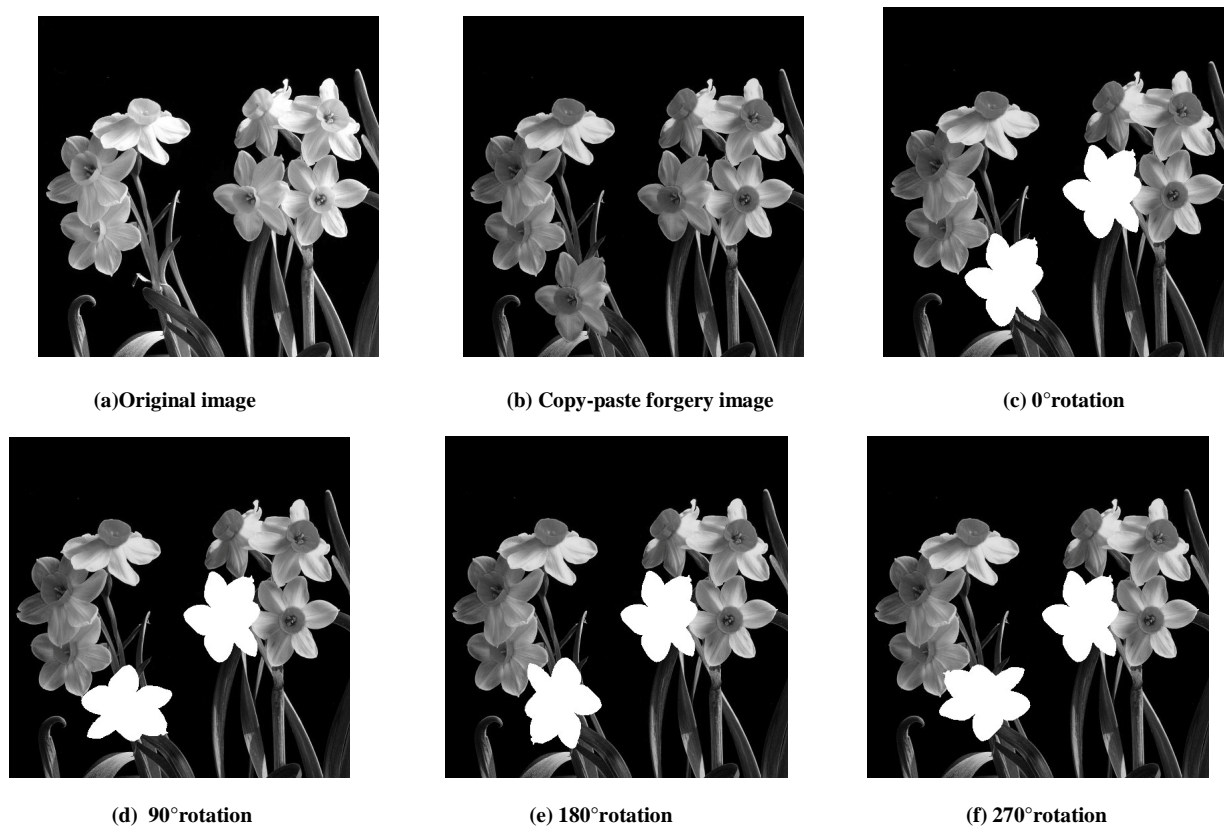 (a)Original image
(b) Copy-paste forgery image
(c) 0°rotation
(d) 90°rotation
(e) 180°rotation
(f) 270°rotation